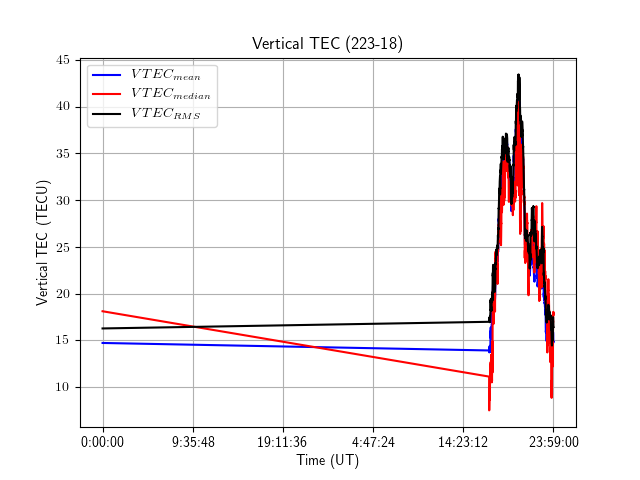 Vertical TEC (223-18)
VTEC_mean
VTEC_median
VTEC_RMS
Vertical TEC (TECU)
45
40
35
30
25
20
15
10
0:00:00 9:35:48 19:11:36 4:47:24 14:23:12 23:59:00
Time (UT)